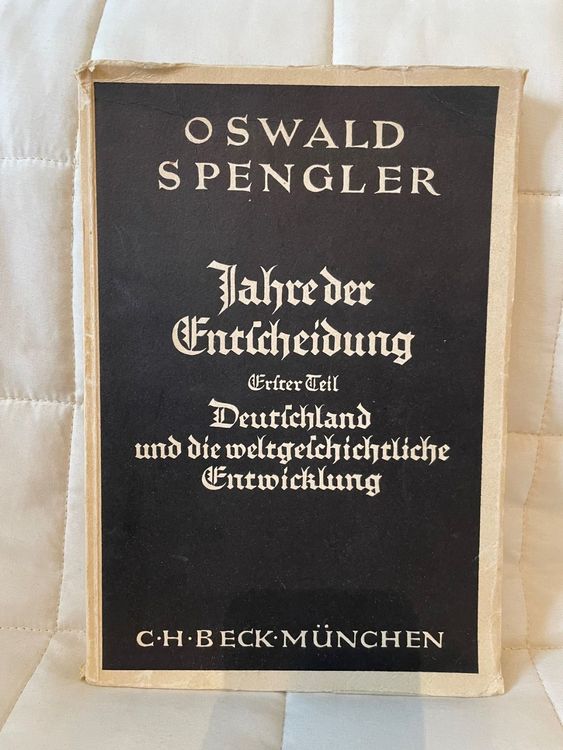 OSWALD
SPENGLER
Jahre der
Entſcheidung
Erſter Teil
Deutſchland
und die weltgeſchichtliche
Entwicklung
C·H·BECK·MÜNCHEN